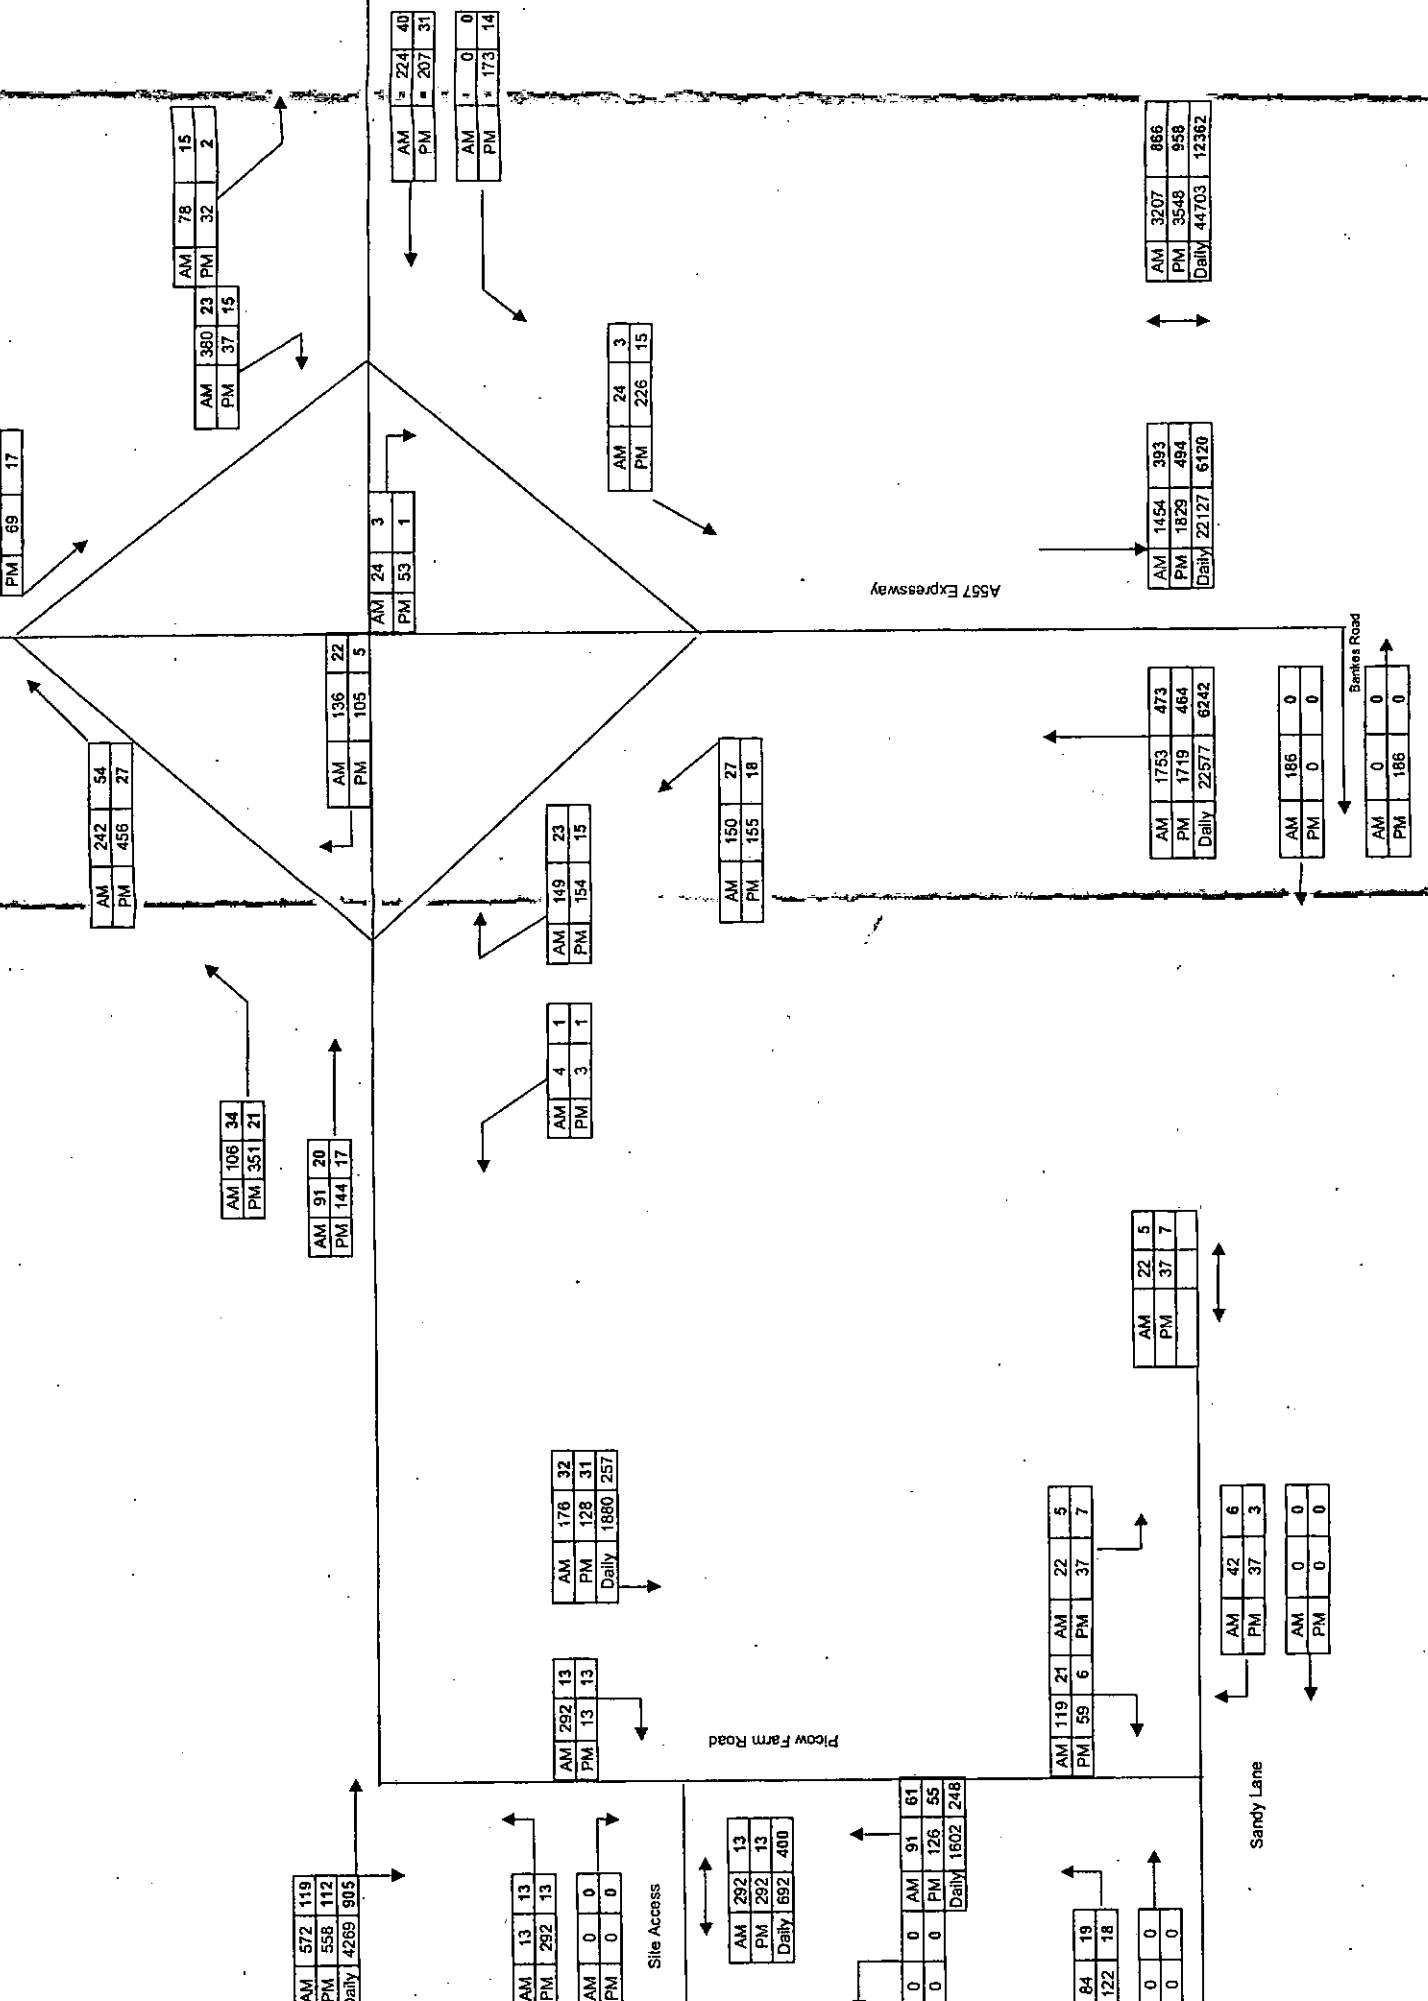 PM 69 17
AM 78 15
PM 32 2
AM 380 23
PM 37 15
AM 224 40
PM 207 31
AM 0 0
PM 173 14
AM 242 54
PM 456 27
AM 136 22
PM 105 5
AM 24 3
PM 53 1
AM 24 3
PM 226 15
AM 106 34
PM 351 21
AM 91 20
PM 144 17
AM 149 23
PM 154 15
AM 4 1
PM 3 1
AM 150 27
PM 155 18
A557 Expressway
AM 3207 866
PM 3548 958
Daily 44703 12362
AM 1454 393
PM 1829 494
Daily 22127 6120
AM 1753 473
PM 1719 464
Daily 22577 6242
AM 186 0
PM 0 0
Bankes Road
AM 0 0
PM 186 0
AM 572 119
PM 558 112
Daily 4269 905
AM 176 32
PM 128 31
Daily 1880 257
AM 292 13
PM 13 13
AM 13 13
PM 292 13
AM 0 0
PM 0 0
Site Access
Picow Farm Road
AM 292 13
PM 292 13
Daily 692 400
AM 91 61
PM 126 55
Daily 1602 248
0 0
0 0
AM 22 5
PM 37 7
AM 119 21
PM 59 6
AM 22 5
PM 37 7
84 19
122 18
0 0
0 0
Sandy Lane
AM 42 6
PM 37 3
AM 0 0
PM 0 0